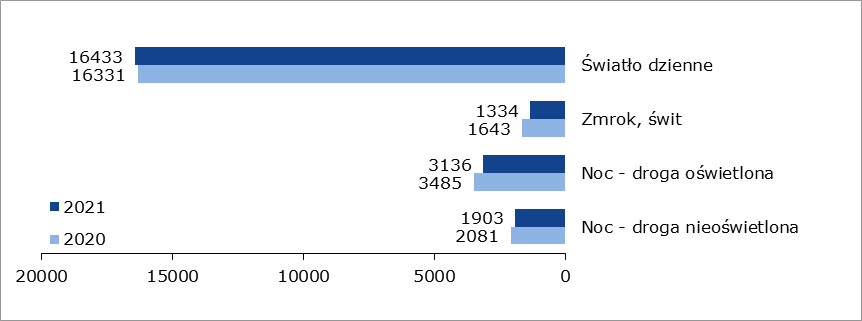 16433
16331
Światło dzienne
1334
1643
Zmrok, świt
3136
3485
Noc - droga oświetlona
1903
2081
Noc - droga nieoświetlona
2021
2020
20000 15000 10000 5000 0